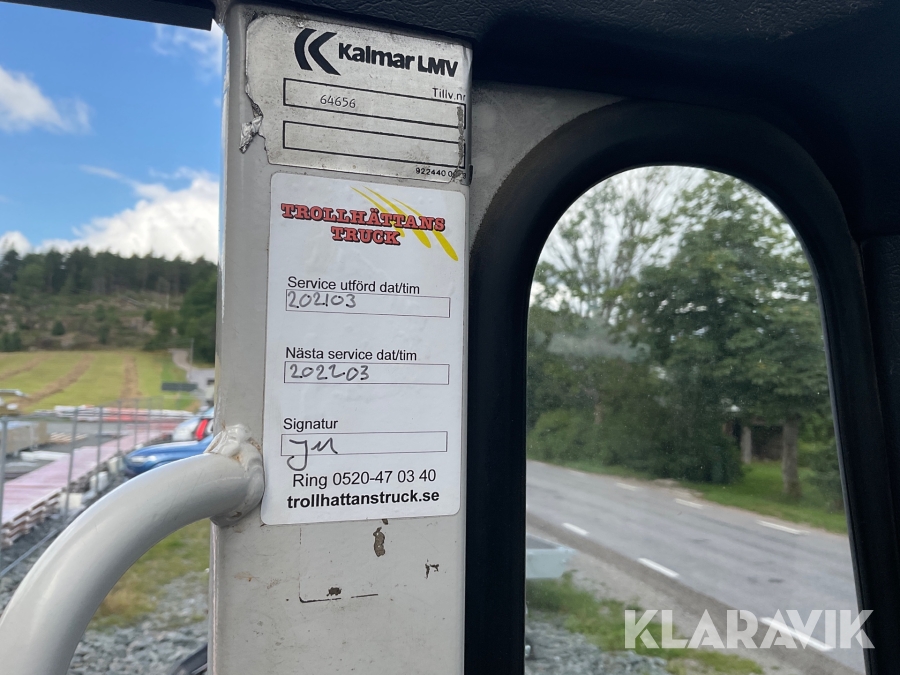 Kalmar LMV
Tillv.nr
64656
922440
TROLLHÄTTANS
TRUCK
Service utförd dat/tim
202103
Nästa service dat/tim
202203
Signatur
Ring 0520-47 03 40
trollhattanstruck.se
KLARAVIK